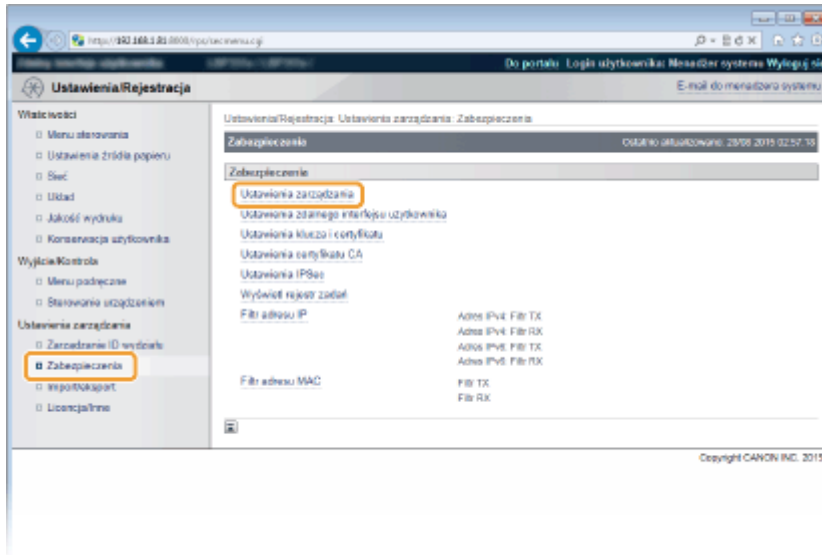 Do portalu Login użytkownika: Menedżer systemu Wyloguj się
Ustawienia/Rejestracja
E-mail do menedżera systemu
Właściwości
Menu sterowania
Ustawienia źródła papieru
Sieć
Układ
Jakość wydruku
Konserwacja użytkownika
Wyjście/Kontrola
Menu podręczne
Sterowanie urządzeniem
Ustawienia zarządzania
Zarządzanie ID wydziału
Zabezpieczenia
Import/eksport
Licencja/Inne
Ustawienia/Rejestracja: Ustawienia zarządzania: Zabezpieczenia
Zabezpieczenia
Ostatnio aktualizowane: 28/08 2015 02:57:18
Zabezpieczenia
Ustawienia zarządzania
Ustawienia zdalnego interfejsu użytkownika
Ustawienia klucza i certyfikatu
Ustawienia certyfikatu CA
Ustawienia IPSec
Wyświetl rejestr zadań
Filtr adresu IP
Adres IPv4: Filtr TX
Adres IPv4: Filtr RX
Adres IPv6: Filtr TX
Adres IPv6: Filtr RX
Filtr adresu MAC
Filtr TX
Filtr RX
Copyright CANON INC. 2015